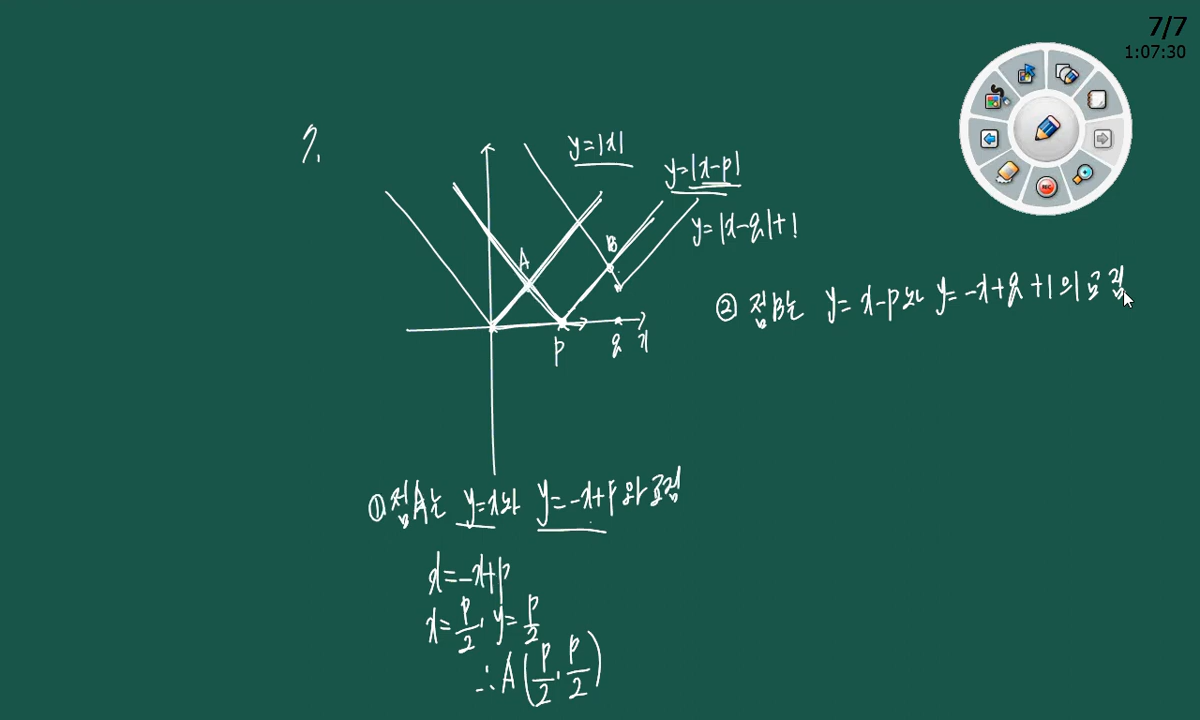 7/7
1:07:30
7.
y=|x|
y=|x-p|
y=|x-q|+1
A
B
p
q
x
② 점B는 y=x-p와 y=-x+q+1의 교점
① 점A는 y=x와 y=-x+p와 교점
x=-x+p
x=p/2, y=p/2
∴A(p/2, p/2)